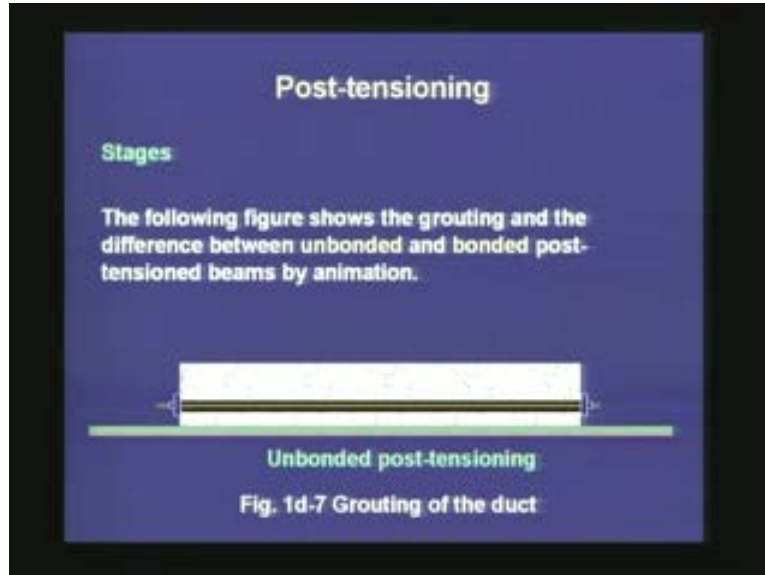 Post-tensioning
Stages
The following figure shows the grouting and the
difference between unbonded and bonded post-
tensioned beams by animation.
Unbonded post-tensioning
Fig. 1d-7 Grouting of the duct